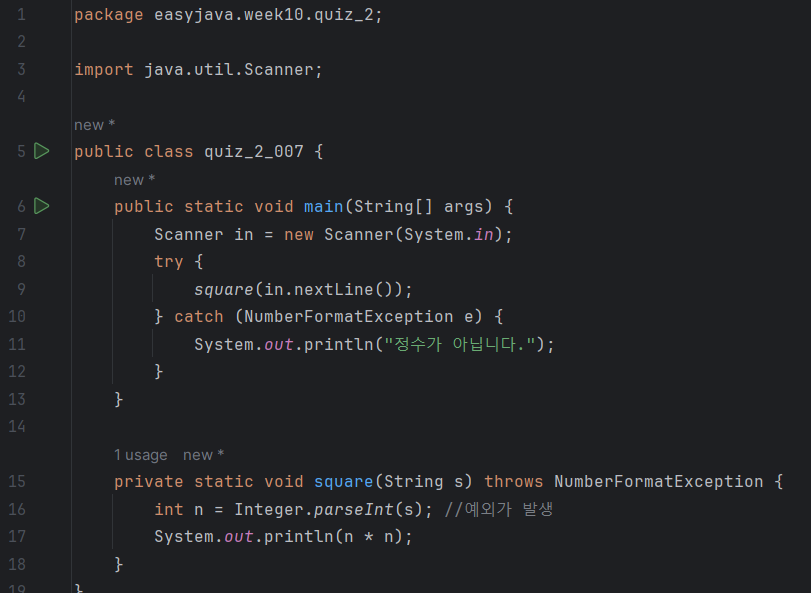 1 package easyjava.week10.quiz_2;
2
3 import java.util.Scanner;
4
new *
5 public class quiz_2_007 {
new *
6 public static void main(String[] args) {
7 Scanner in = new Scanner(System.in);
8 try {
9 square(in.nextLine());
10 } catch (NumberFormatException e) {
11 System.out.println("정수가 아닙니다.");
12 }
13 }
14
1 usage new *
15 private static void square(String s) throws NumberFormatException {
16 int n = Integer.parseInt(s); //예외가 발생
17 System.out.println(n * n);
18 }
19 }